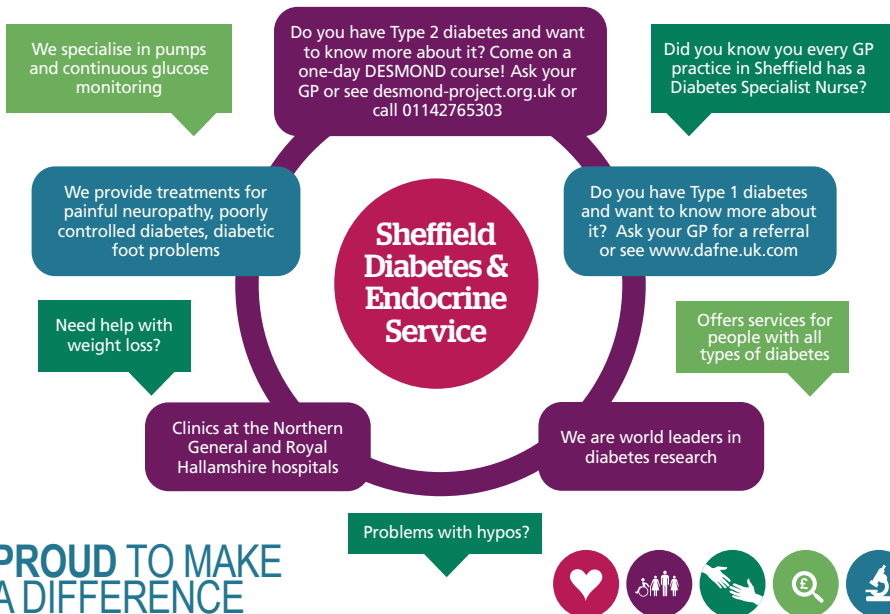 We specialise in pumps
and continuous glucose
monitoring
Do you have Type 2 diabetes and want
to know more about it? Come on a
one-day DESMOND course! Ask your
GP or see desmond-project.org.uk or
call 01142765303
Did you know you every GP
practice in Sheffield has a
Diabetes Specialist Nurse?
We provide treatments for
painful neuropathy, poorly
controlled diabetes, diabetic
foot problems
Sheffield
Diabetes &
Endocrine
Service
Do you have Type 1 diabetes
and want to know more about
it? Ask your GP for a referral
or see www.dafne.uk.com
Need help with
weight loss?
Offers services for
people with all
types of diabetes
Clinics at the Northern
General and Royal
Hallamshire hospitals
We are world leaders in
diabetes research
Problems with hypos?
PROUD TO MAKE
A DIFFERENCE
£